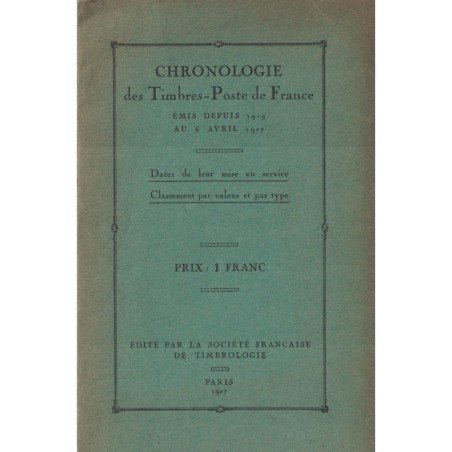 CHRONOLOGIE
des Timbres-Poste de France
ÉMIS DEPUIS 1919
AU 6 AVRIL 1927
Dates de leur mise en service
Classement par valeur et par type
PRIX : 1 FRANC
ÉDITÉ PAR LA SOCIÉTÉ FRANÇAISE
DE TIMBROLOGIE
PARIS
1927